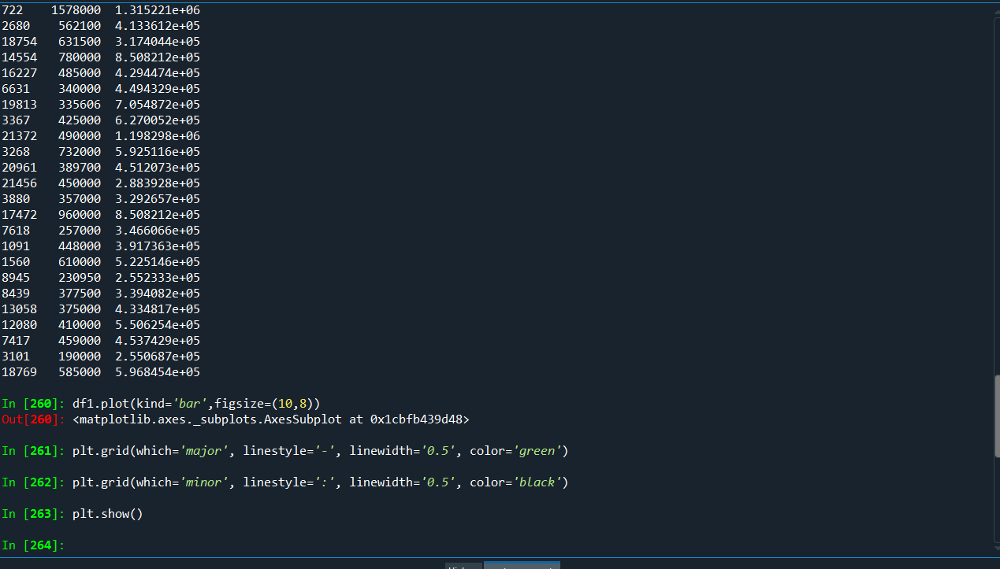 722 1578000 1.315221e+06
2680 562100 4.133612e+05
18754 631500 3.174044e+05
14554 780000 8.508212e+05
16227 485000 4.294474e+05
6631 340000 4.494329e+05
19813 335606 7.054872e+05
3367 425000 6.270052e+05
21372 490000 1.198298e+06
3268 732000 5.925116e+05
20961 389700 4.512073e+05
21456 450000 2.883928e+05
3880 357000 3.292657e+05
17472 960000 8.508212e+05
7618 257000 3.466066e+05
1091 448000 3.917363e+05
1560 610000 5.225146e+05
8945 230950 2.552333e+05
8439 377500 3.394082e+05
13058 375000 4.334817e+05
12080 410000 5.506254e+05
7417 459000 4.537429e+05
3101 190000 2.550687e+05
18769 585000 5.968454e+05
In [260]: df1.plot(kind='bar',figsize=(10,8))
Out[260]: <matplotlib.axes._subplots.AxesSubplot at 0x1cbfb439d48>
In [261]: plt.grid(which='major', linestyle='-', linewidth='0.5', color='green')
In [262]: plt.grid(which='minor', linestyle=':', linewidth='0.5', color='black')
In [263]: plt.show()
In [264]: